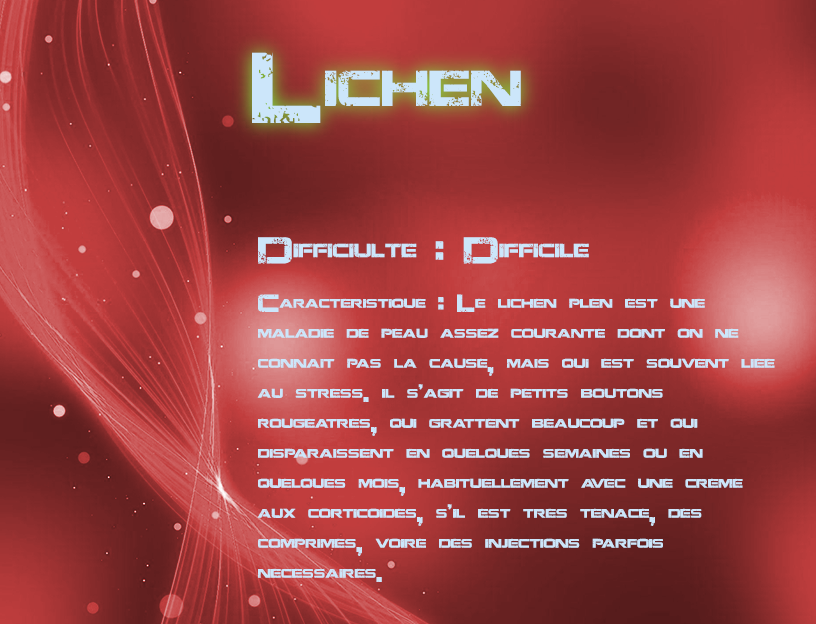 Lichen
Difficiulte : Difficile
Caracteristique : Le lichen plen est une
maladie de peau assez courante dont on ne
connait pas la cause, mais qui est souvent liee
au stress. il s'agit de petits boutons
rougeatres, qui grattent beaucoup et qui
disparaissent en quelques semaines ou en
quelques mois, habituellement avec une creme
aux corticoides, s'il est tres tenace, des
comprimes, voire des injections parfois
necessaires.